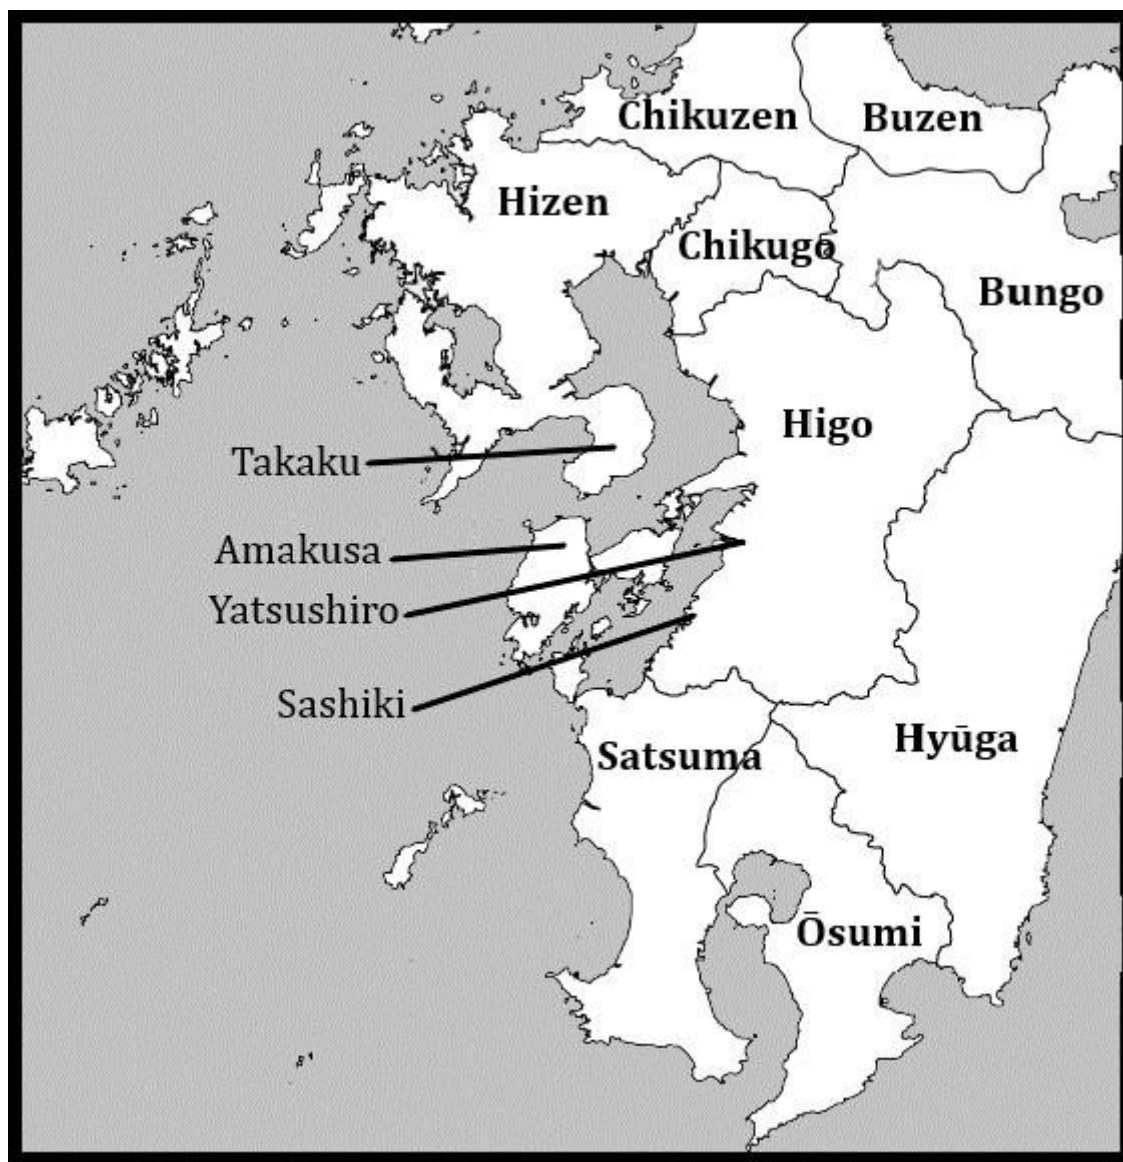 Chikuzen
Buzen
Hizen
Chikugo
Bungo
Higo
Takaku
Amakusa
Yatsushiro
Sashiki
Hyūga
Satsuma
Ōsumi